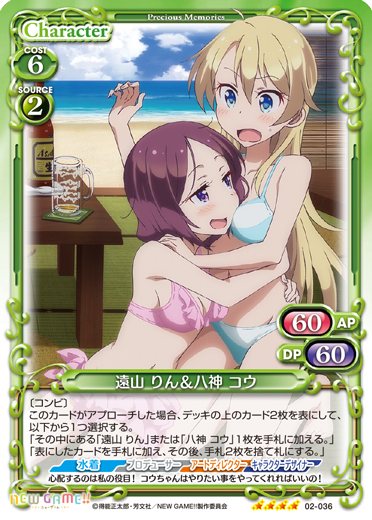 Precious Memories
Character
COST
6
SOURCE
2
60 AP
DP 60
遠山 りん&八神 コウ
[コンビ]
このカードがアプローチした場合、デッキの上のカード2枚を表にして、
以下から1つ選択する。
「その中にある「遠山 りん」または「八神 コウ」1枚を手札に加える。」
「表にしたカードを手札に加え、その後、手札2枚を捨て札にする。」
水着 プロデューサー アートディレクター キャラクターデザイナー
心配するのは私の役目! コウちゃんはやりたい事をやってくれればいいの!
NEW GAME!!
©得能正太郎・芳文社/NEW GAME!!製作委員会 ★★★★ 02-036